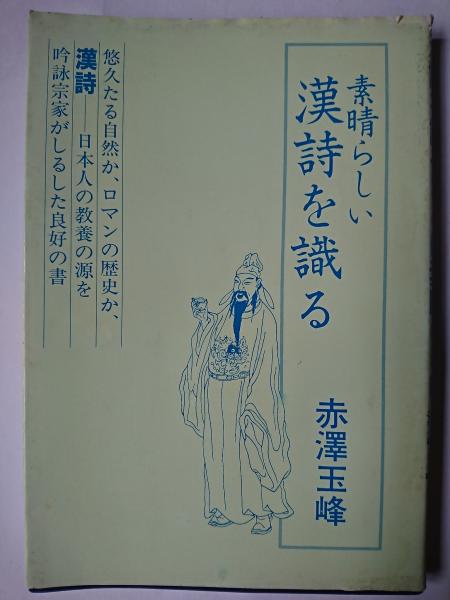 素晴らしい
漢詩を識る
赤澤玉峰
悠久たる自然か、ロマンの歴史か、
漢詩――日本人の教養の源を
吟詠宗家がしるした良好の書